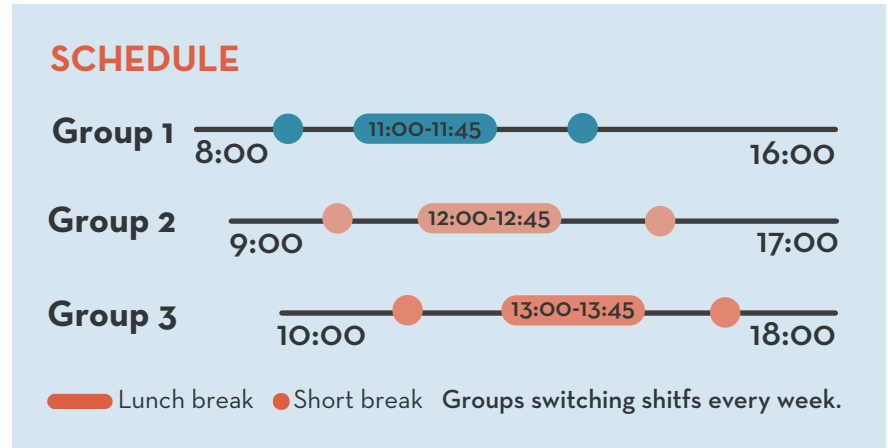 SCHEDULE
Group 1
11:00-11:45
8:00
16:00
Group 2
12:00-12:45
9:00
17:00
Group 3
13:00-13:45
10:00
18:00
Lunch break Short break Groups switching shitfs every week.